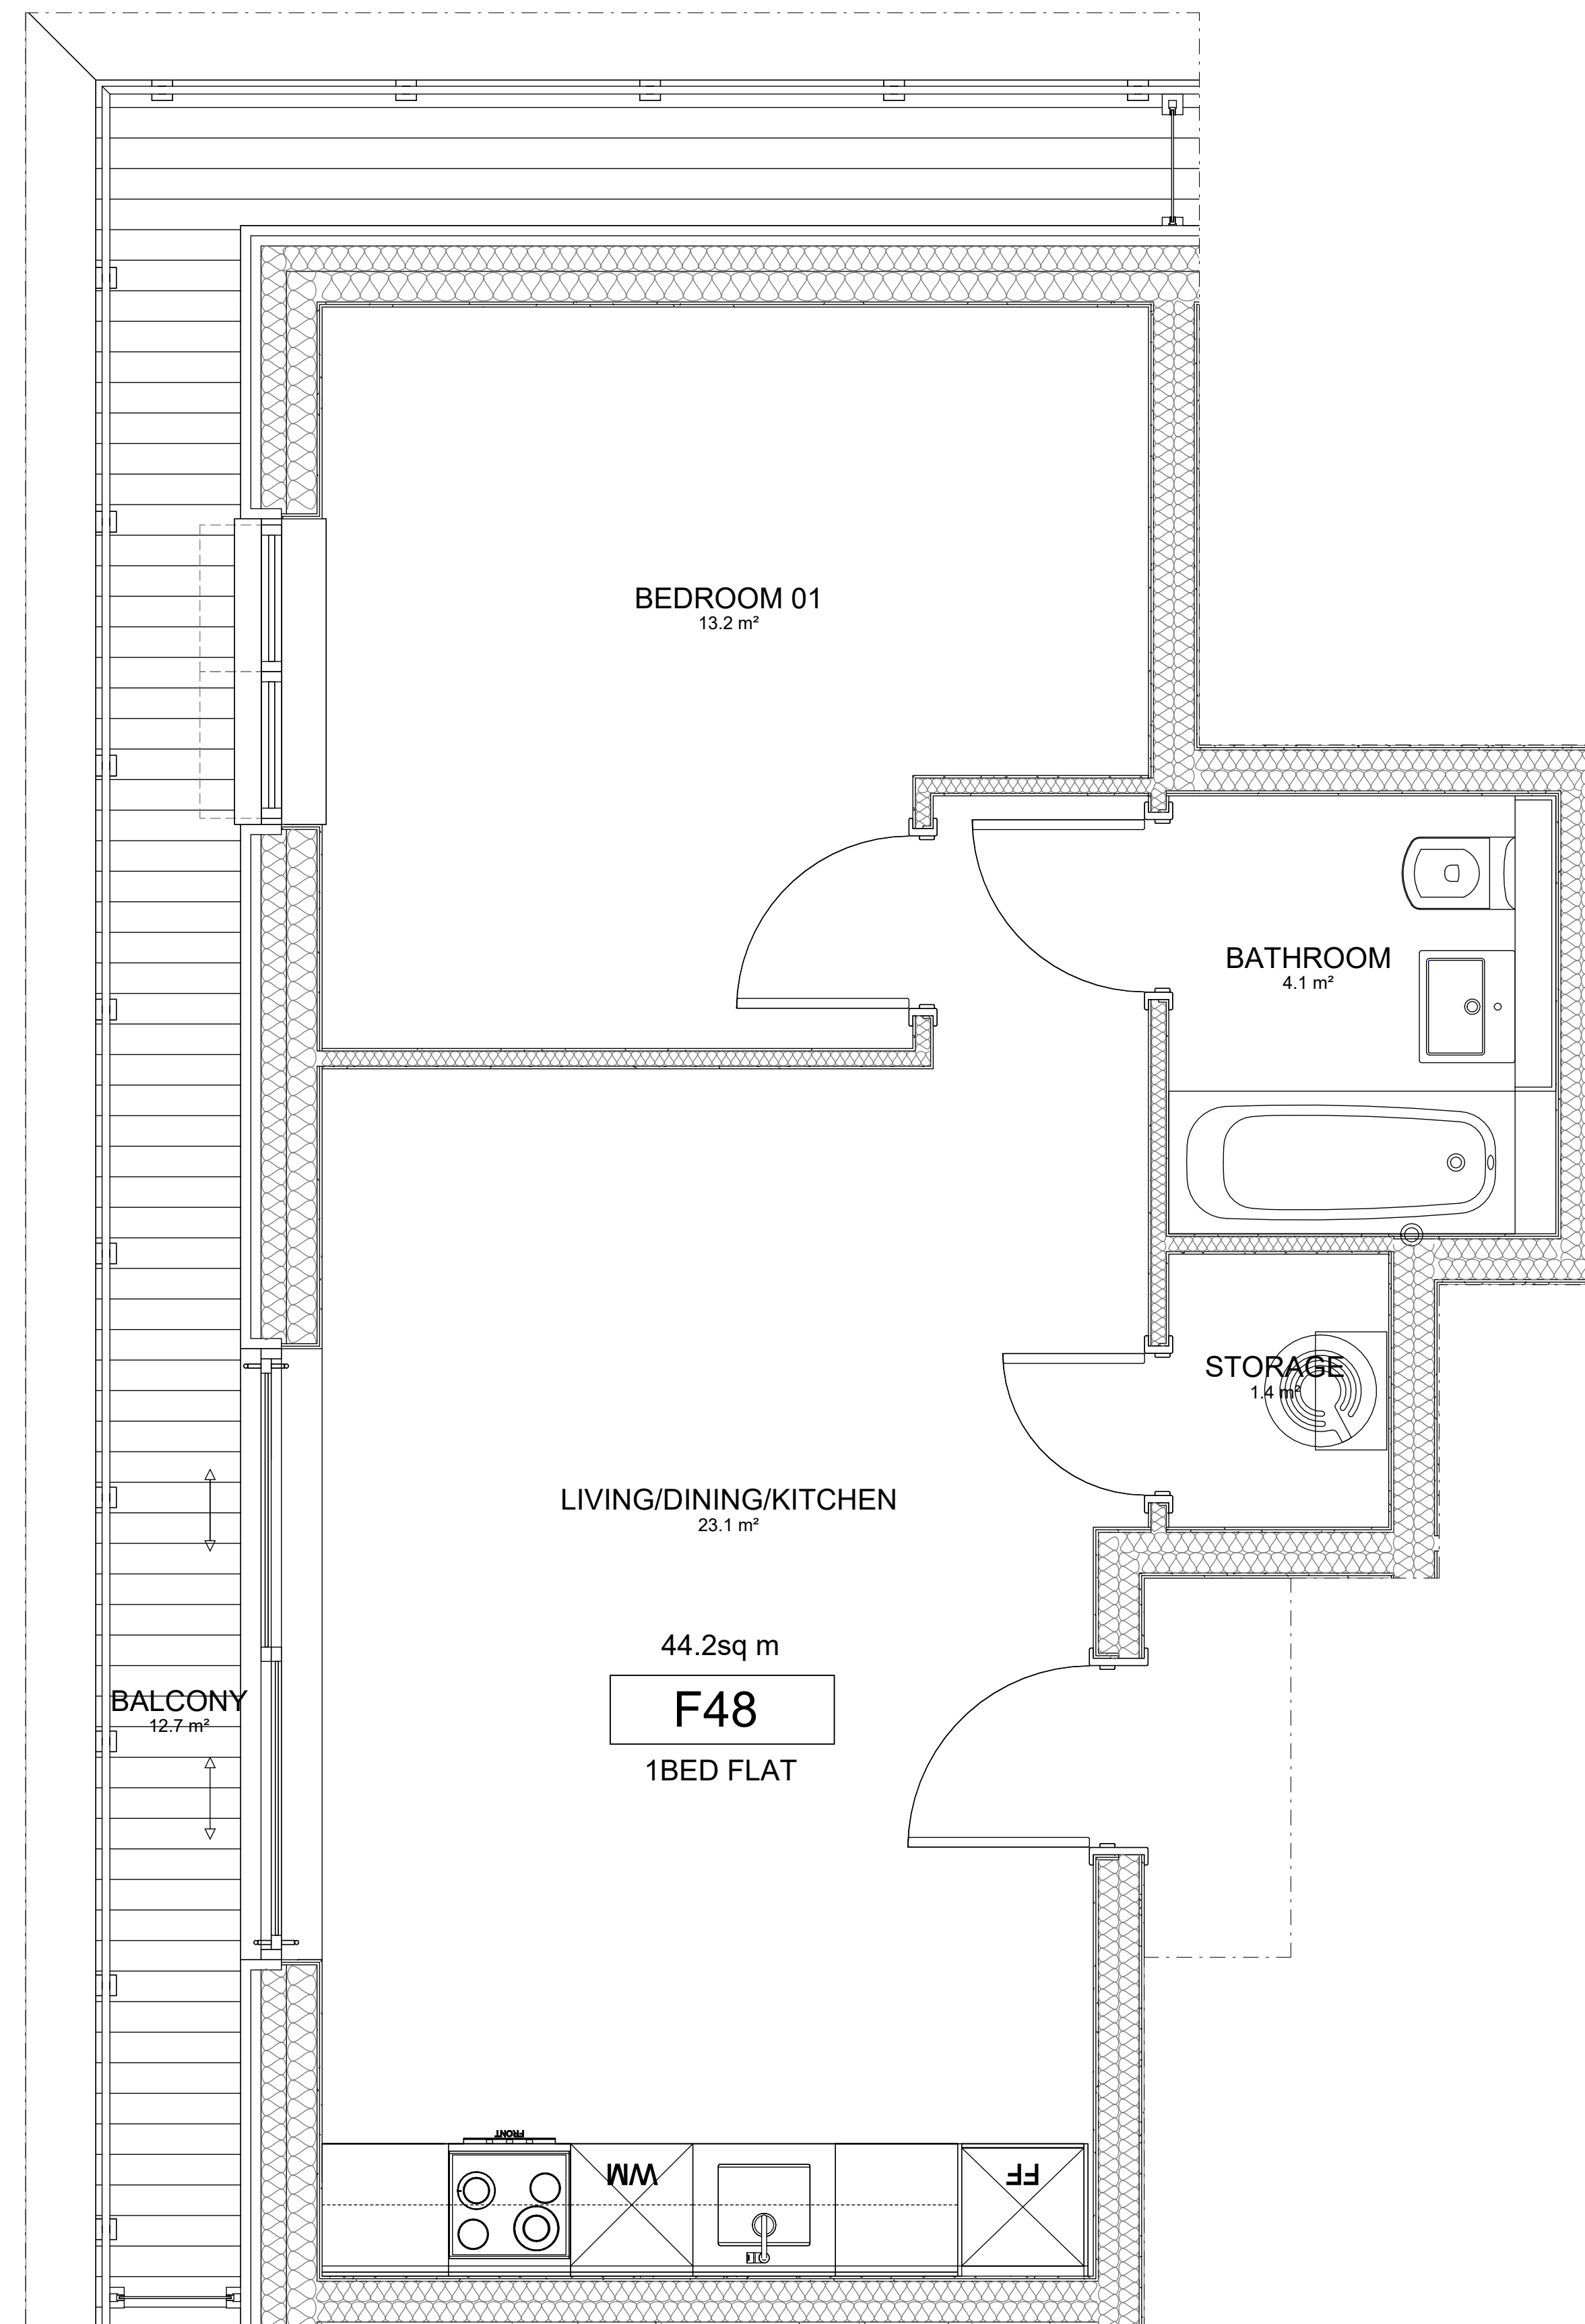 BEDROOM 01
13.2 m²
BATHROOM
4.1 m²
STORAGE
1.4 m²
LIVING/DINING/KITCHEN
23.1 m²
44.2sq m
F48
1BED FLAT
BALCONY
12.7 m²
FRONT
WM
FF